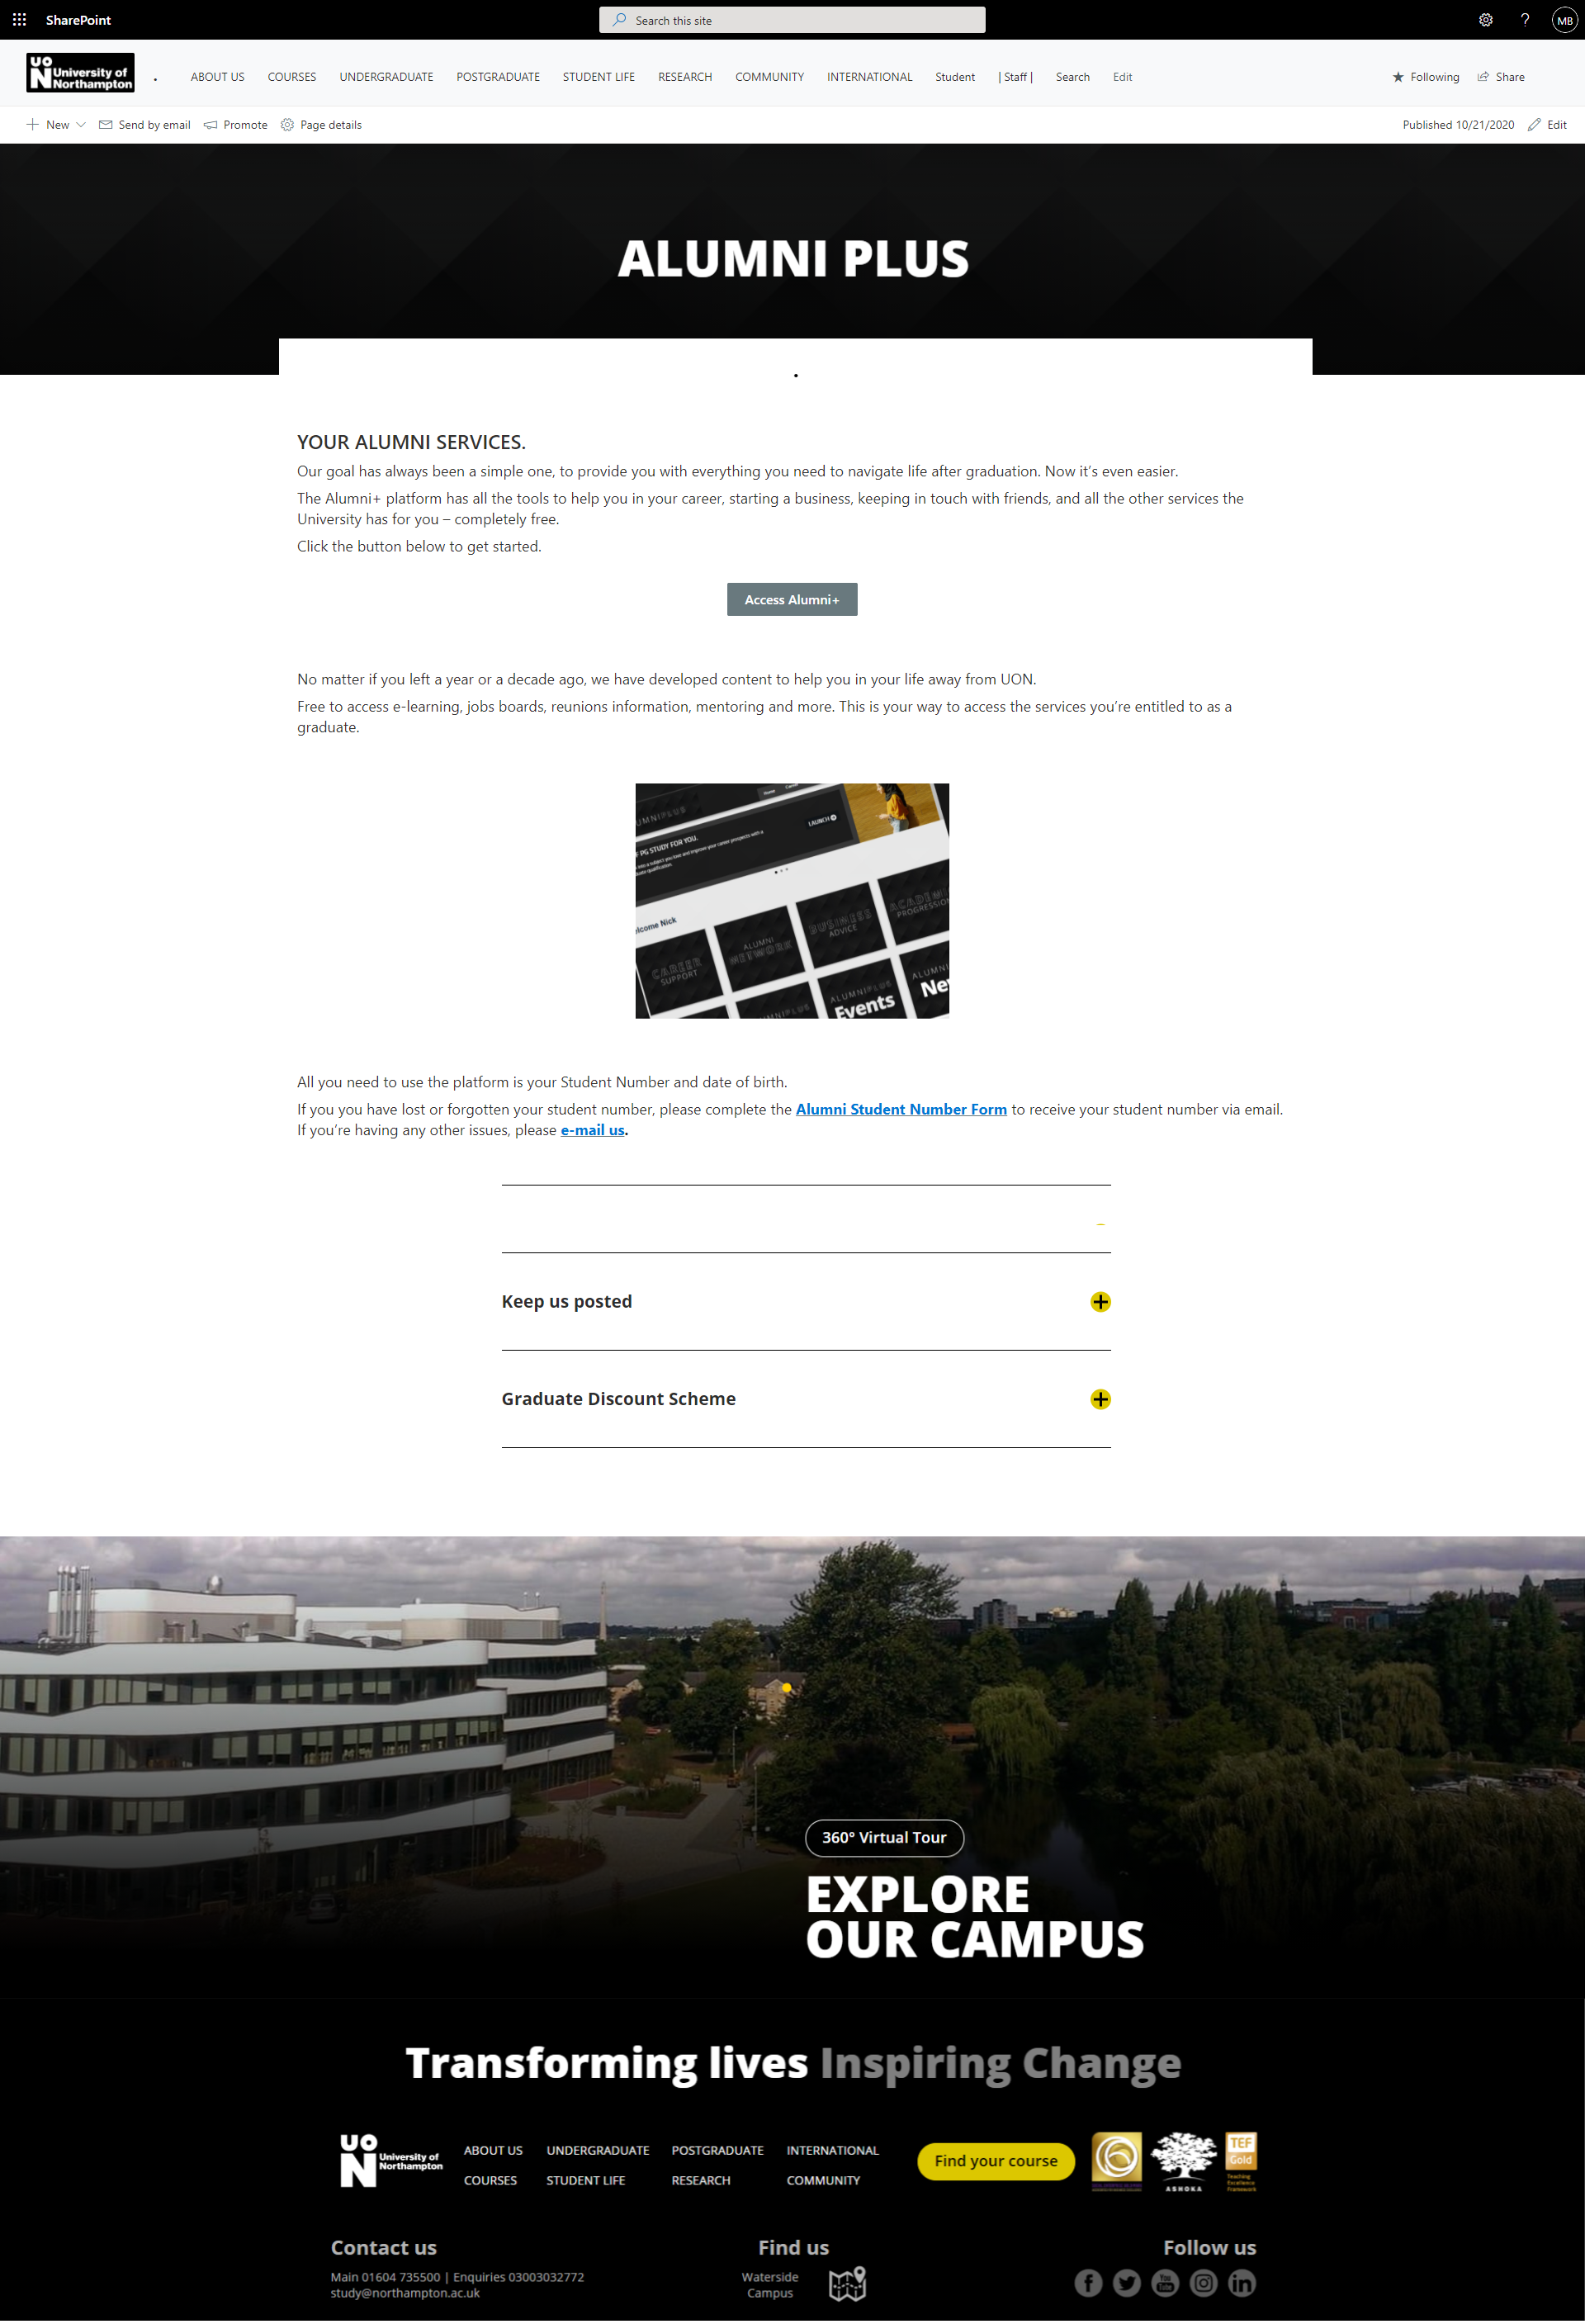 SharePoint
Search this site
MB
UON University of Northampton
.
ABOUT US COURSES UNDERGRADUATE POSTGRADUATE STUDENT LIFE RESEARCH COMMUNITY INTERNATIONAL Student | Staff | Search Edit
Following Share
New Send by email Promote Page details
Published 10/21/2020 Edit
ALUMNI PLUS
.
YOUR ALUMNI SERVICES.
Our goal has always been a simple one, to provide you with everything you need to navigate life after graduation. Now it’s even easier.
The Alumni+ platform has all the tools to help you in your career, starting a business, keeping in touch with friends, and all the other services the
University has for you – completely free.
Click the button below to get started.
Access Alumni+
No matter if you left a year or a decade ago, we have developed content to help you in your life away from UON.
Free to access e-learning, jobs boards, reunions information, mentoring and more. This is your way to access the services you’re entitled to as a
graduate.
Home
UMNIPLUS
LAUNCH
PG STUDY FOR YOU.
lcome Nick
CAREER SUPPORT
ALUMNI NETWORK
BUSINESS ADVICE
ACADEMI
PROGRESSION
ALUMNIPLUS
ALUMNIPLUS Events
ALUMNI Ne
All you need to use the platform is your Student Number and date of birth.
If you you have lost or forgotten your student number, please complete the Alumni Student Number Form to receive your student number via email.
If you’re having any other issues, please e-mail us.
Keep us posted
Graduate Discount Scheme
360° Virtual Tour
EXPLORE
OUR CAMPUS
Transforming lives Inspiring Change
UON University of Northampton
ABOUT US UNDERGRADUATE POSTGRADUATE INTERNATIONAL
COURSES STUDENT LIFE RESEARCH COMMUNITY
Find your course
ASHOKA
TEF
Gold
Teaching
Excellence
Framework
Contact us
Main 01604 735500 | Enquiries 03003032772
study@northampton.ac.uk
Find us
Waterside
Campus
Follow us
You
Tube